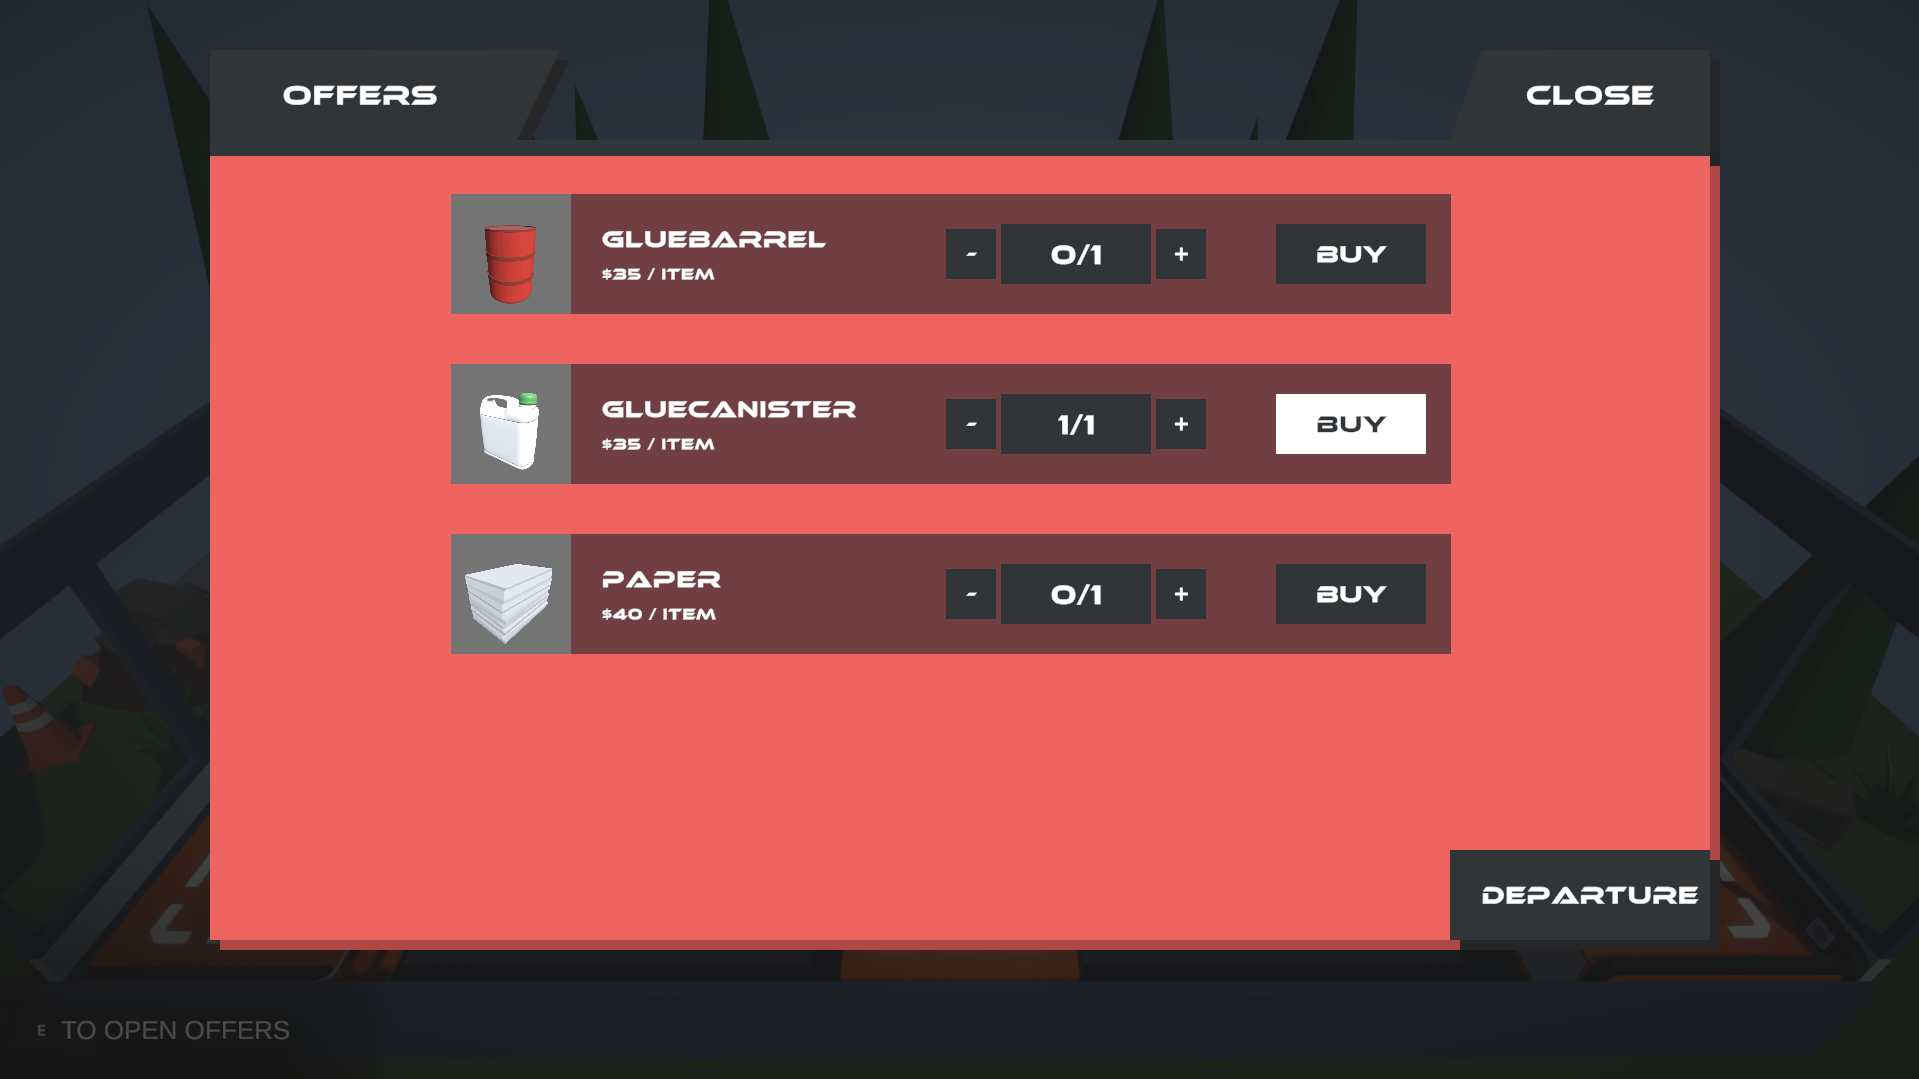 OFFERS
CLOSE
GLUEBARREL
$35 / ITEM
-
0/1
+
BUY
GLUECANISTER
$35 / ITEM
-
1/1
+
BUY
PAPER
$40 / ITEM
-
0/1
+
BUY
DEPARTURE
E TO OPEN OFFERS